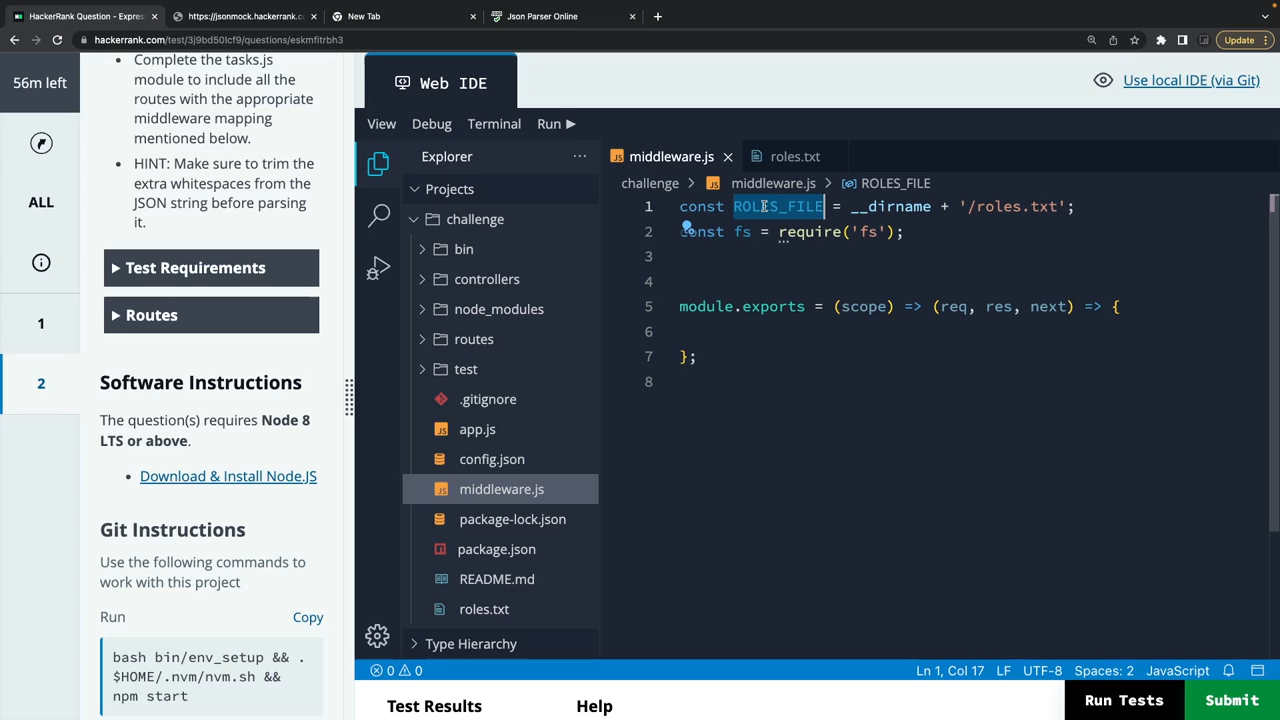 HackerRank Question - Expres
https://jsonmock.hackerrank.c
New Tab
Json Parser Online
hackerrank.com/test/3j9bd50lcf9/questions/eskmfitrbh3
Update
56m left
ALL
1
2
Complete the tasks.js
module to include all the
routes with the appropriate
middleware mapping
mentioned below.
HINT: Make sure to trim the
extra whitespaces from the
JSON string before parsing
it.
Test Requirements
Routes
Software Instructions
The question(s) requires Node 8
LTS or above.
Download & Install Node.JS
Git Instructions
Use the following commands to
work with this project
Run Copy
bash bin/env_setup && .
$HOME/.nvm/nvm.sh &&
npm start
Web IDE
Use local IDE (via Git)
View Debug Terminal Run
Explorer
Projects
challenge
bin
controllers
node_modules
routes
test
.gitignore
app.js
config.json
middleware.js
package-lock.json
package.json
README.md
roles.txt
Type Hierarchy
middleware.js
roles.txt
challenge > middleware.js > ROLES_FILE
1 const ROLES_FILE = __dirname + '/roles.txt';
2 const fs = require('fs');
3
4
5 module.exports = (scope) => (req, res, next) => {
6
7 };
8
0 0
Ln 1, Col 17 LF UTF-8 Spaces: 2 JavaScript
Test Results Help
Run Tests
Submit